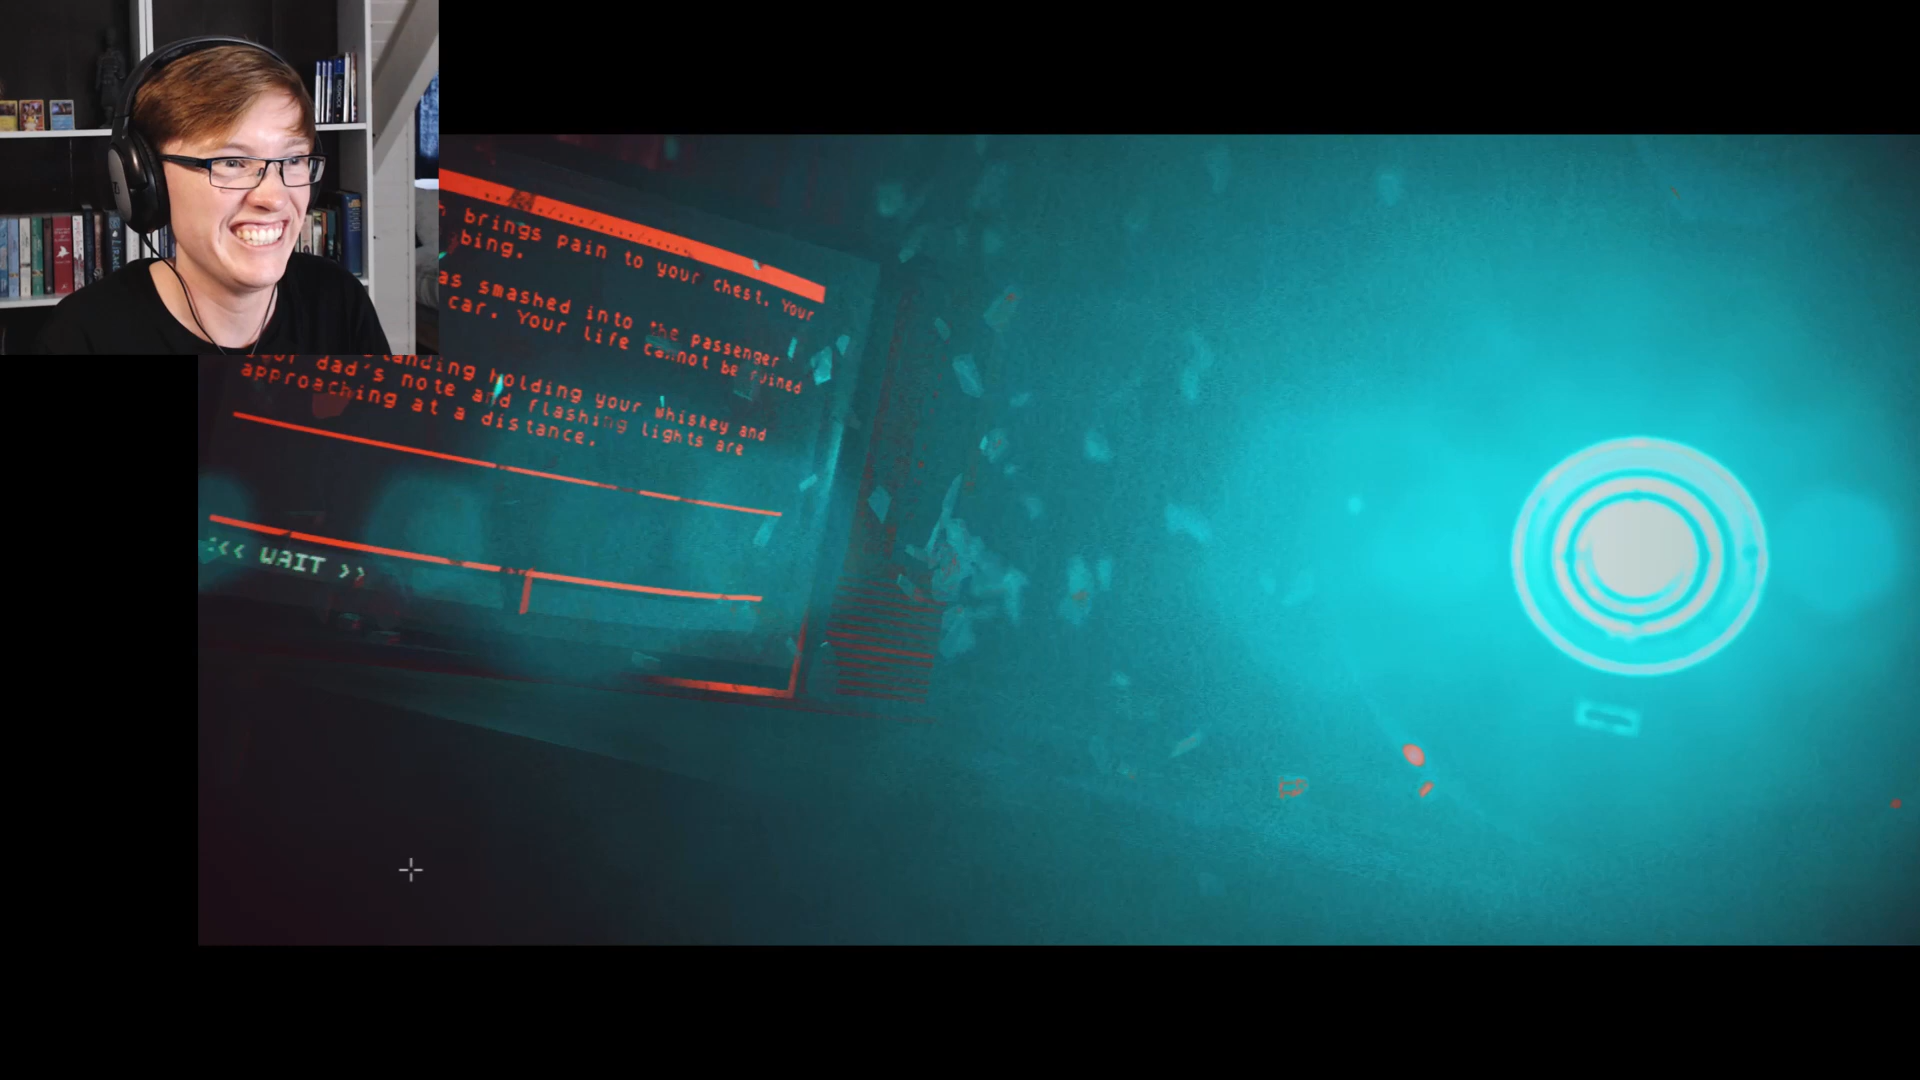 brings pain to your chest. Your
bing.
as smashed into the passenger
car. Your life cannot be ruined
standing holding your whiskey and
dad's note and flashing lights are
approaching at a distance.
<< WAIT >>